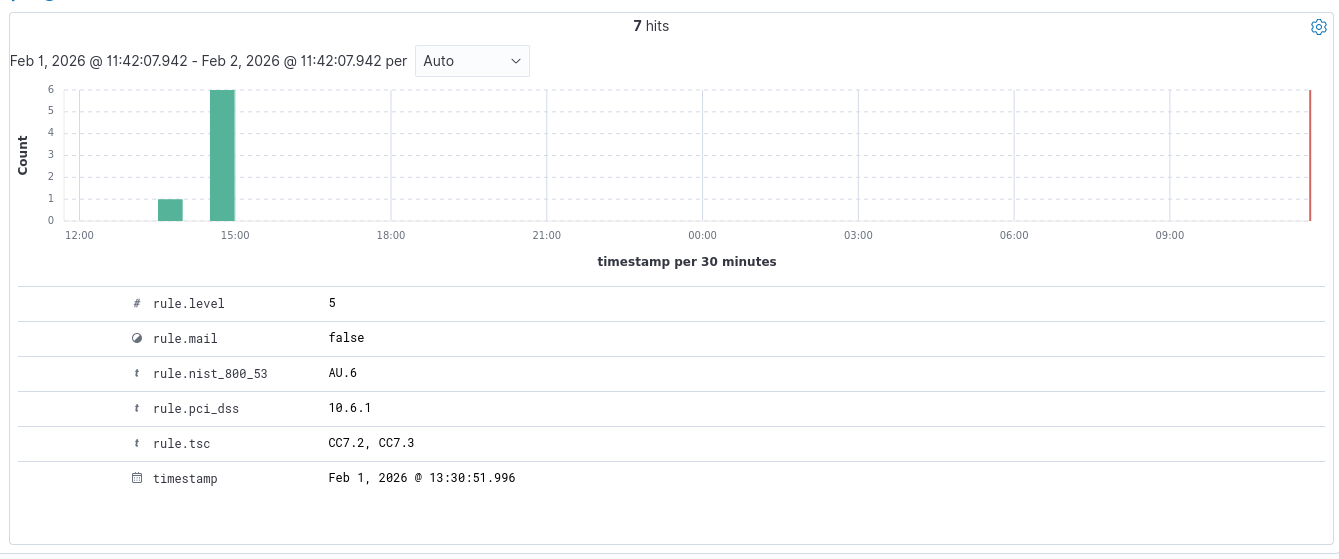 7 hits
Feb 1, 2026 @ 11:42:07.942 - Feb 2, 2026 @ 11:42:07.942 per Auto
6
5
4
3
2
1
0
Count
12:00 15:00 18:00 21:00 00:00 03:00 06:00 09:00
timestamp per 30 minutes
# rule.level 5
rule.mail false
t rule.nist_800_53 AU.6
t rule.pci_dss 10.6.1
t rule.tsc CC7.2, CC7.3
timestamp Feb 1, 2026 @ 13:30:51.996